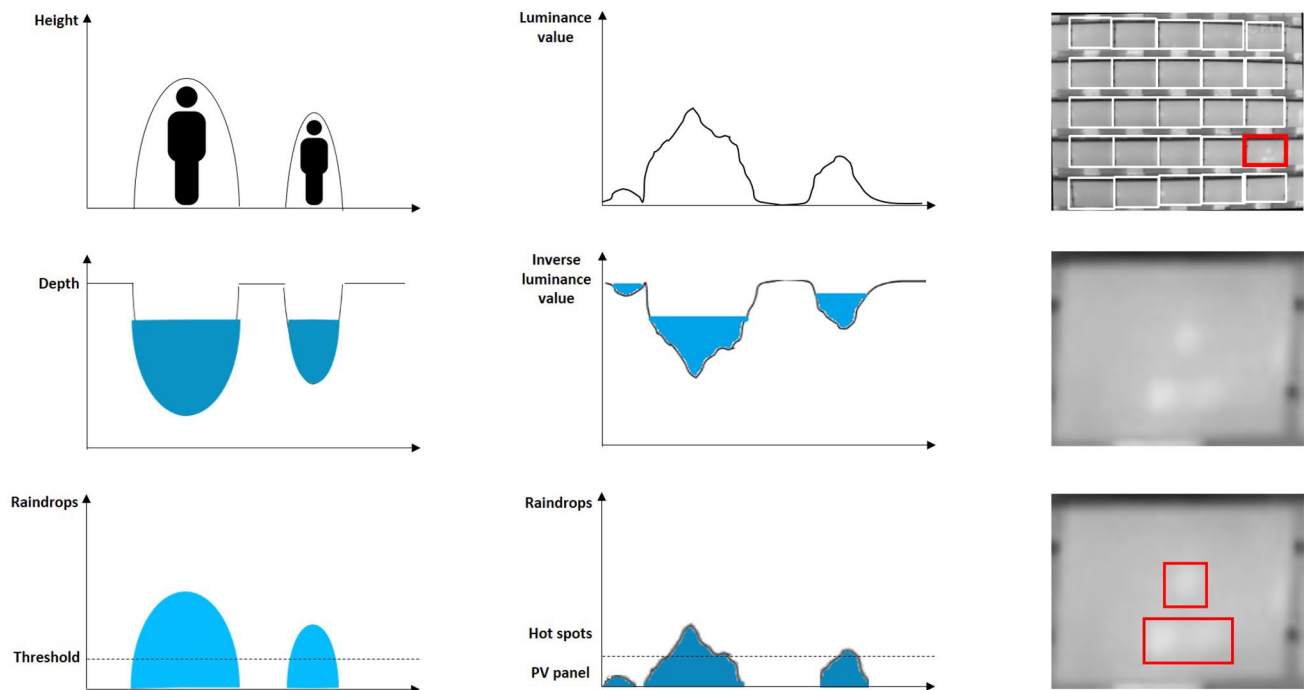 Height
Luminance
value
Depth
Inverse
luminance
value
Raindrops
Threshold
Raindrops
Hot spots
PV panel